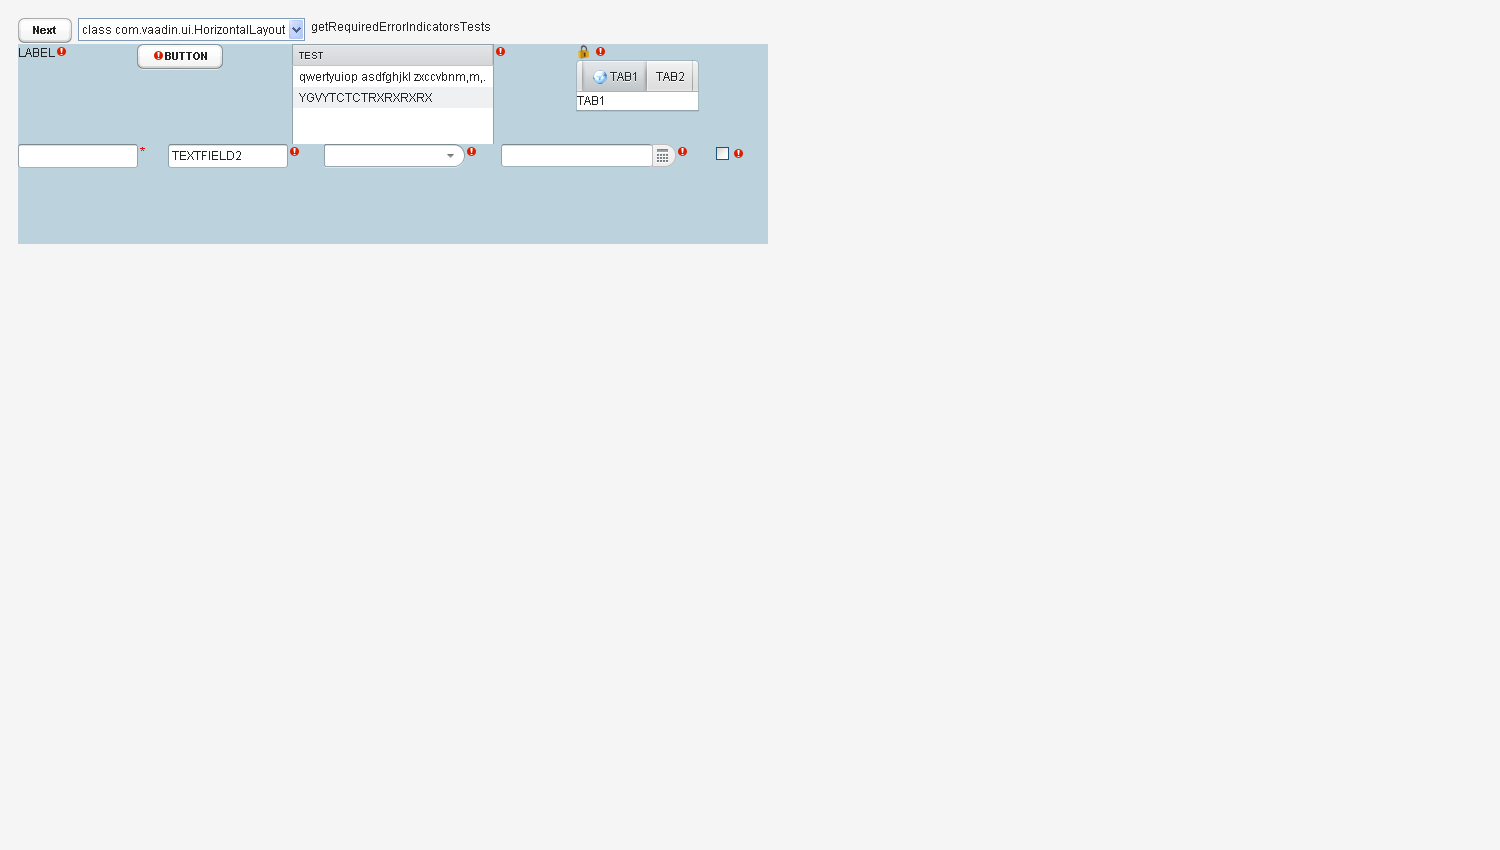 Next class com.vaadin.ui.HorizontalLayout getRequiredErrorIndicatorsTests
LABEL BUTTON TEST
qwertyuiop asdfghjkl zxccvbnm,m,.
YGVYTCTCTRXRXRXRX
TAB1 TAB2
TAB1
* TEXTFIELD2